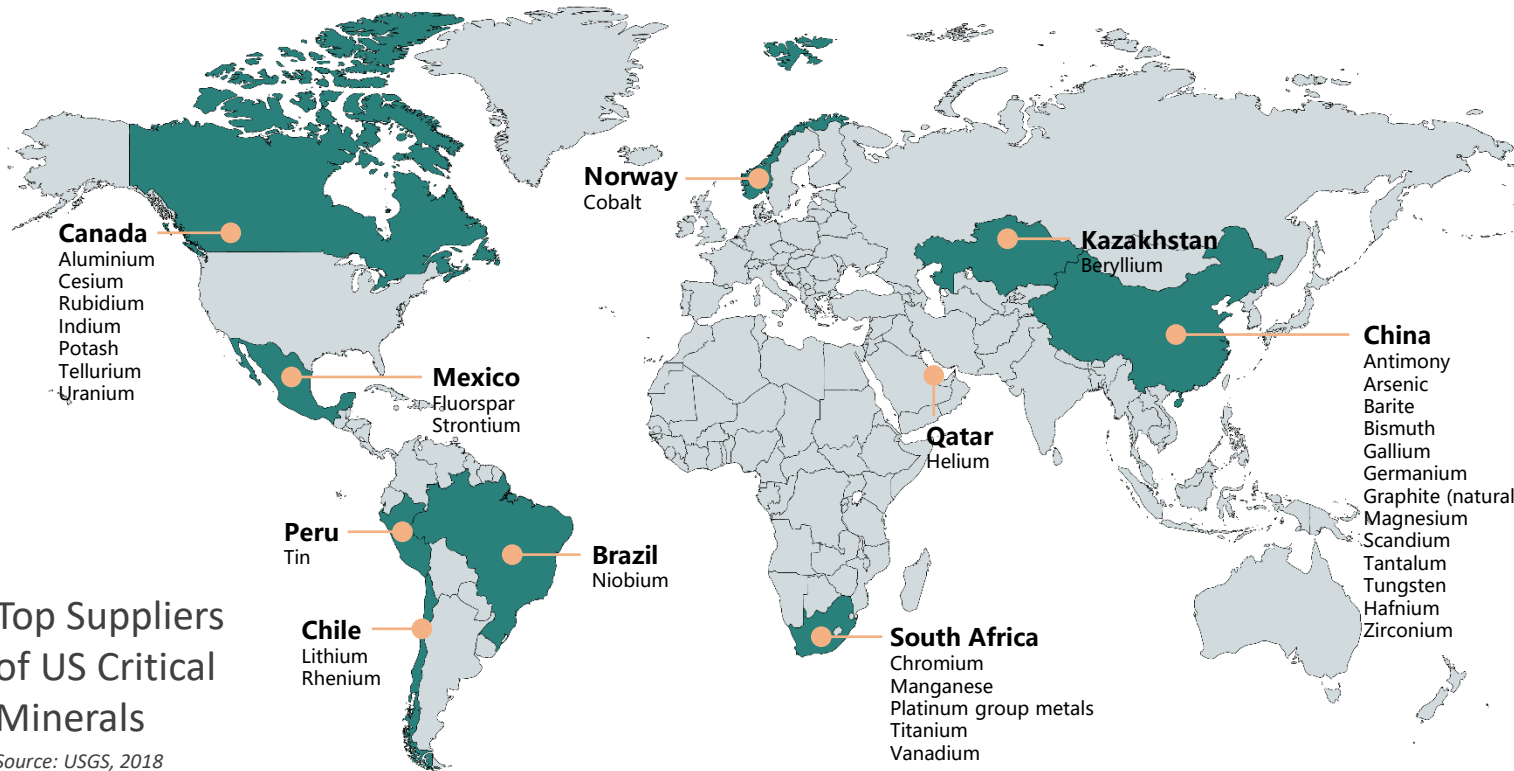 Norway
Cobalt
Canada
Aluminium
Cesium
Rubidium
Indium
Potash
Tellurium
Uranium
Kazakhstan
Beryllium
China
Antimony
Arsenic
Barite
Bismuth
Gallium
Germanium
Graphite (natural
Magnesium
Scandium
Tantalum
Tungsten
Hafnium
Zirconium
Mexico
Fluorspar
Strontium
Qatar
Helium
Peru
Tin
Brazil
Niobium
Chile
Lithium
Rhenium
South Africa
Chromium
Manganese
Platinum group metals
Titanium
Vanadium
Top Suppliers
of US Critical
Minerals
Source: USGS, 2018